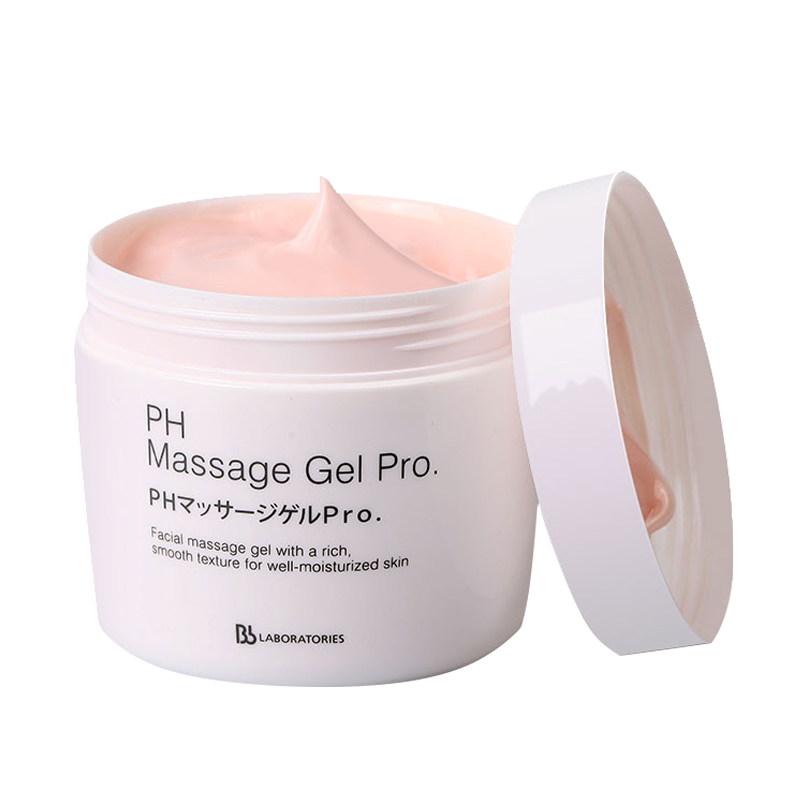 PH
Massage Gel Pro.
PHマッサージゲルPro.
Facial massage gel with a rich,
smooth texture for well-moisturized skin
Bb LABORATORIES